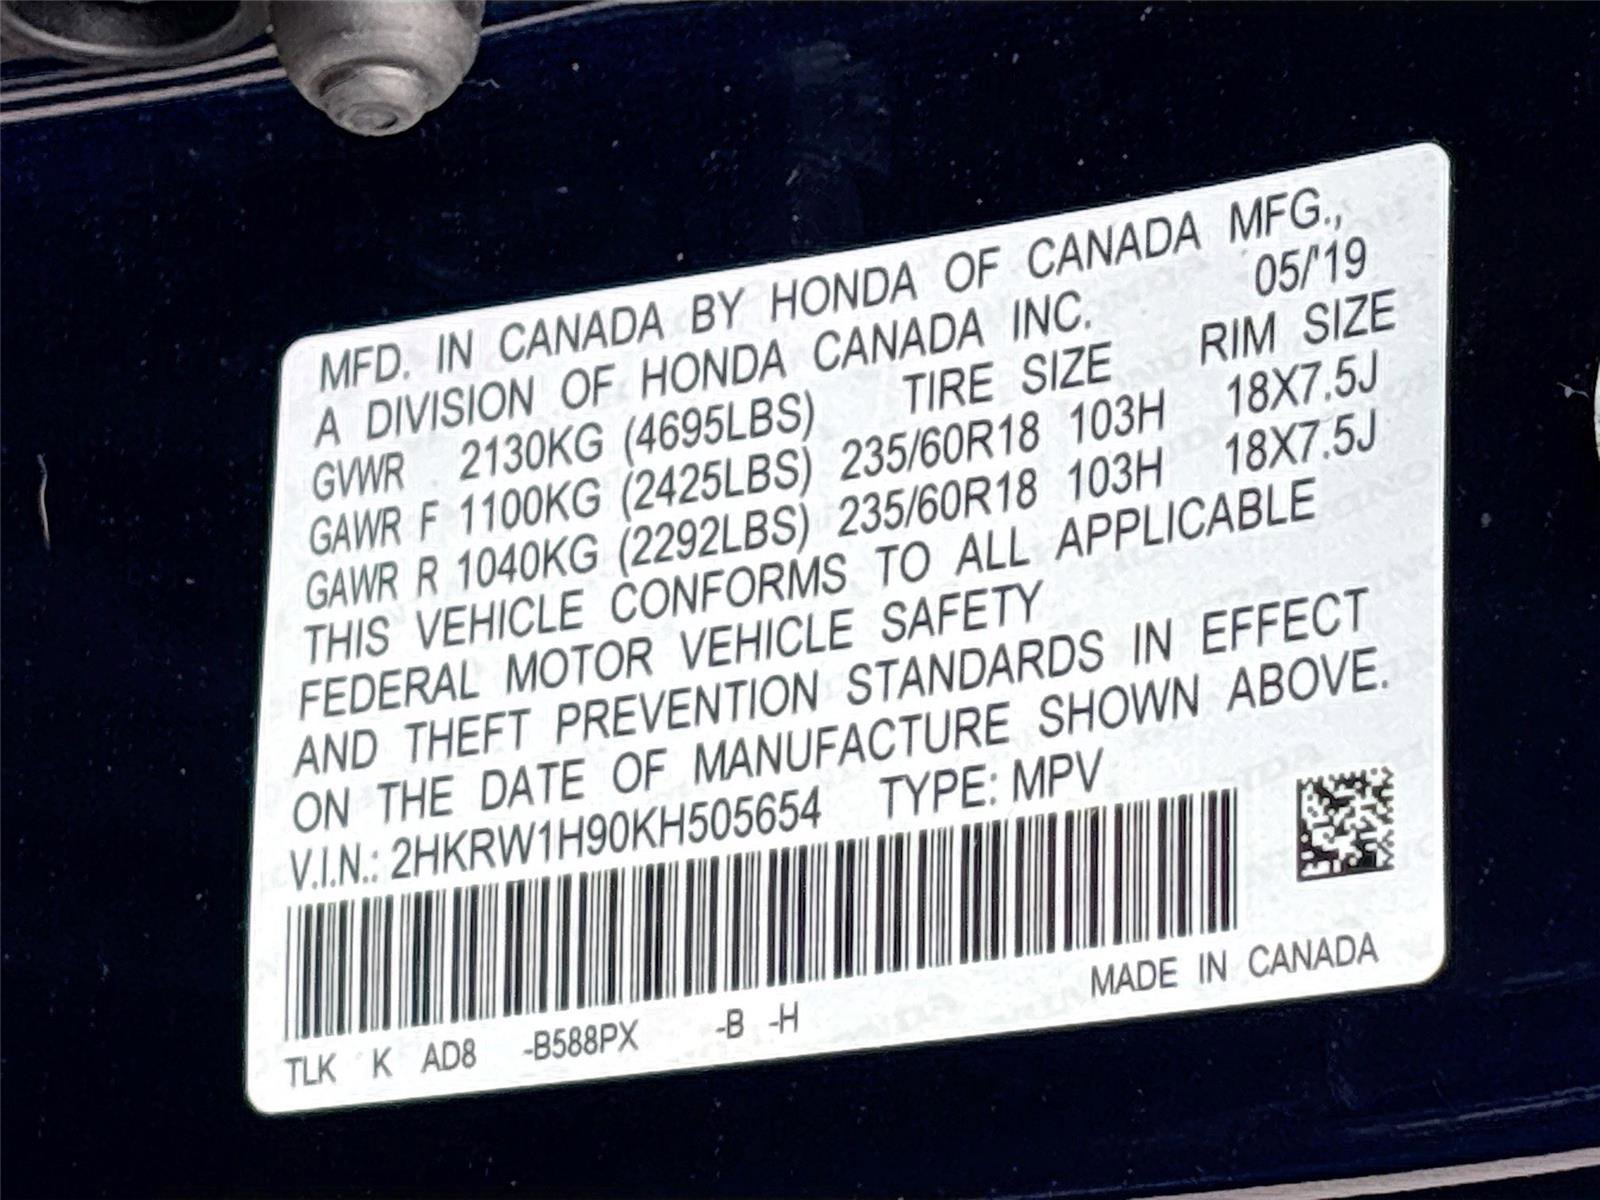 MFD. IN CANADA BY HONDA OF CANADA MFG.,
A DIVISION OF HONDA CANADA INC. 05/'19
GVWR 2130KG (4695LBS) TIRE SIZE RIM SIZE
GAWR F 1100KG (2425LBS) 235/60R18 103H 18X7.5J
GAWR R 1040KG (2292LBS) 235/60R18 103H 18X7.5J
THIS VEHICLE CONFORMS TO ALL APPLICABLE
FEDERAL MOTOR VEHICLE SAFETY
AND THEFT PREVENTION STANDARDS IN EFFECT
ON THE DATE OF MANUFACTURE SHOWN ABOVE.
V.I.N.: 2HKRW1H90KH505654 TYPE: MPV
TLK K AD8 -B588PX -B -H MADE IN CANADA